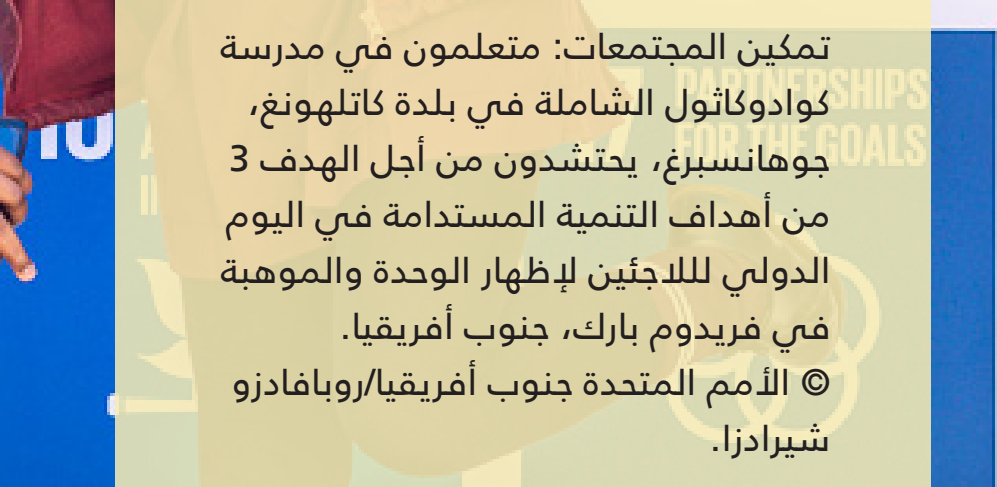 تمكين المجتمعات: متعلمون في مدرسة
كوادوكاثول الشاملة في بلدة كاتلهونغ،
جوهانسبرغ، يحتشدون من أجل الهدف 3
من أهداف التنمية المستدامة في اليوم
الدولي لللاجئين لإظهار الوحدة والموهبة
في فريدوم بارك، جنوب أفريقيا.
© الأمم المتحدة جنوب أفريقيا/روبافادزو
شيرادزا.
PARTNERSHIPS
FOR THE GOALS
10